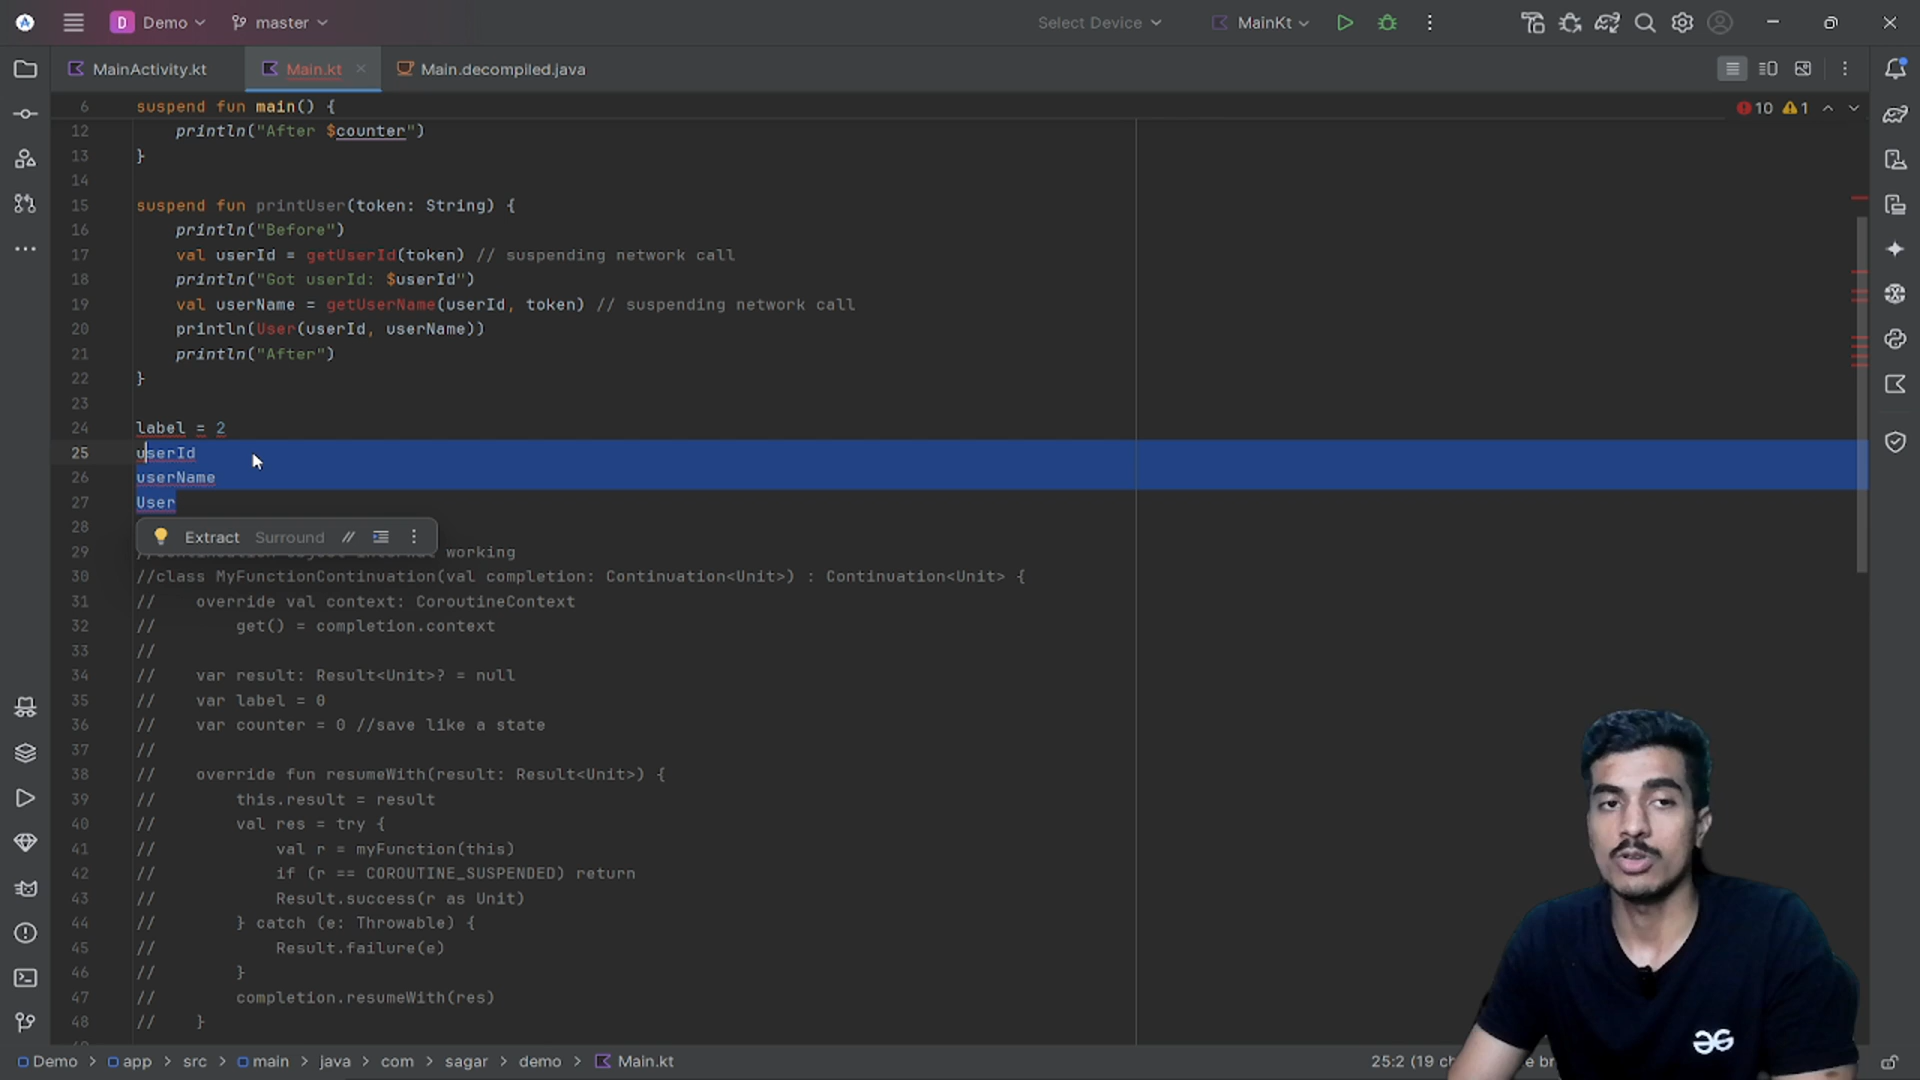 D Demo master Select Device MainKt
MainActivity.kt Main.kt Main.decompiled.java
6 suspend fun main() { 10 1
12 println("After $counter")
13 }
14
15 suspend fun printUser(token: String) {
16 println("Before")
17 val userId = getUserId(token) // suspending network call
18 println("Got userId: $userId")
19 val userName = getUserName(userId, token) // suspending network call
20 println(User(userId, userName))
21 println("After")
22 }
23
24 label = 2
25 userId
26 userName
27 User
28
Extract Surround //
29 working
30 //class MyFunctionContinuation(val completion: Continuation<Unit>) : Continuation<Unit> {
31 // override val context: CoroutineContext
32 // get() = completion.context
33 //
34 // var result: Result<Unit>? = null
35 // var label = 0
36 // var counter = 0 //save like a state
37 //
38 // override fun resumeWith(result: Result<Unit>) {
39 // this.result = result
40 // val res = try {
41 // val r = myFunction(this)
42 // if (r == COROUTINE_SUSPENDED) return
43 // Result.success(r as Unit)
44 // } catch (e: Throwable) {
45 // Result.failure(e)
46 // }
47 // completion.resumeWith(res)
48 // }
Demo > app > src > main > java > com > sagar > demo > Main.kt 25:2 (19